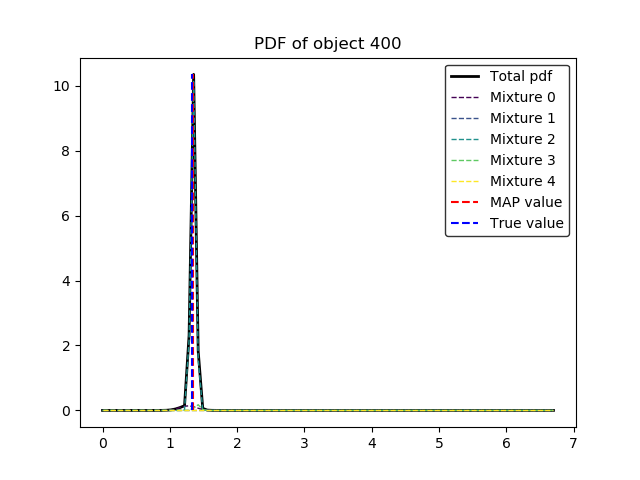 PDF of object 400
10
8
6
4
2
0
0 1 2 3 4 5 6 7
Total pdf
Mixture 0
Mixture 1
Mixture 2
Mixture 3
Mixture 4
MAP value
True value